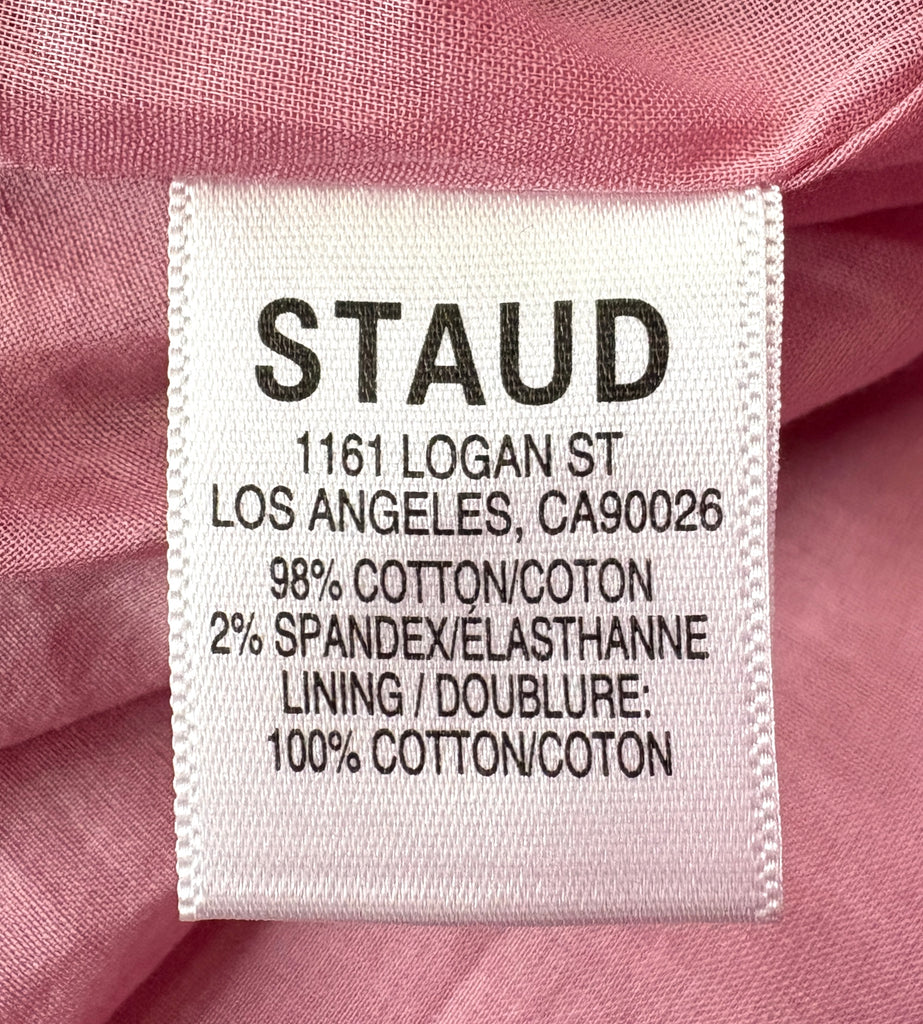 STAUD
1161 LOGAN ST
LOS ANGELES, CA90026
98% COTTON/COTON
2% SPANDEX/ÉLASTHANNE
LINING / DOUBLURE:
100% COTTON/COTON